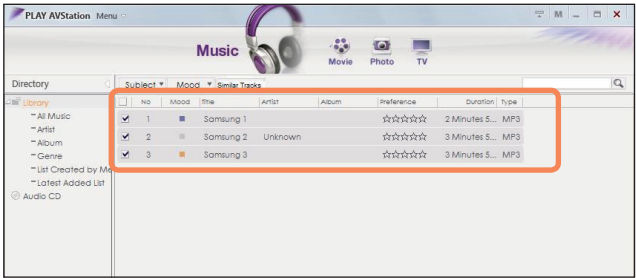 PLAY AVStation Menu
M
Music Movie Photo TV
Directory Subject Mood Similar Tracks
Library No Mood Title Artist Album Preference Duration Type
All Music 1 Samsung 1 2 Minutes 5... MP3
Artist 2 Samsung 2 Unknown 3 Minutes 5... MP3
Album 3 Samsung 3 3 Minutes 5... MP3
Genre
List Created by Me
Latest Added List
Audio CD